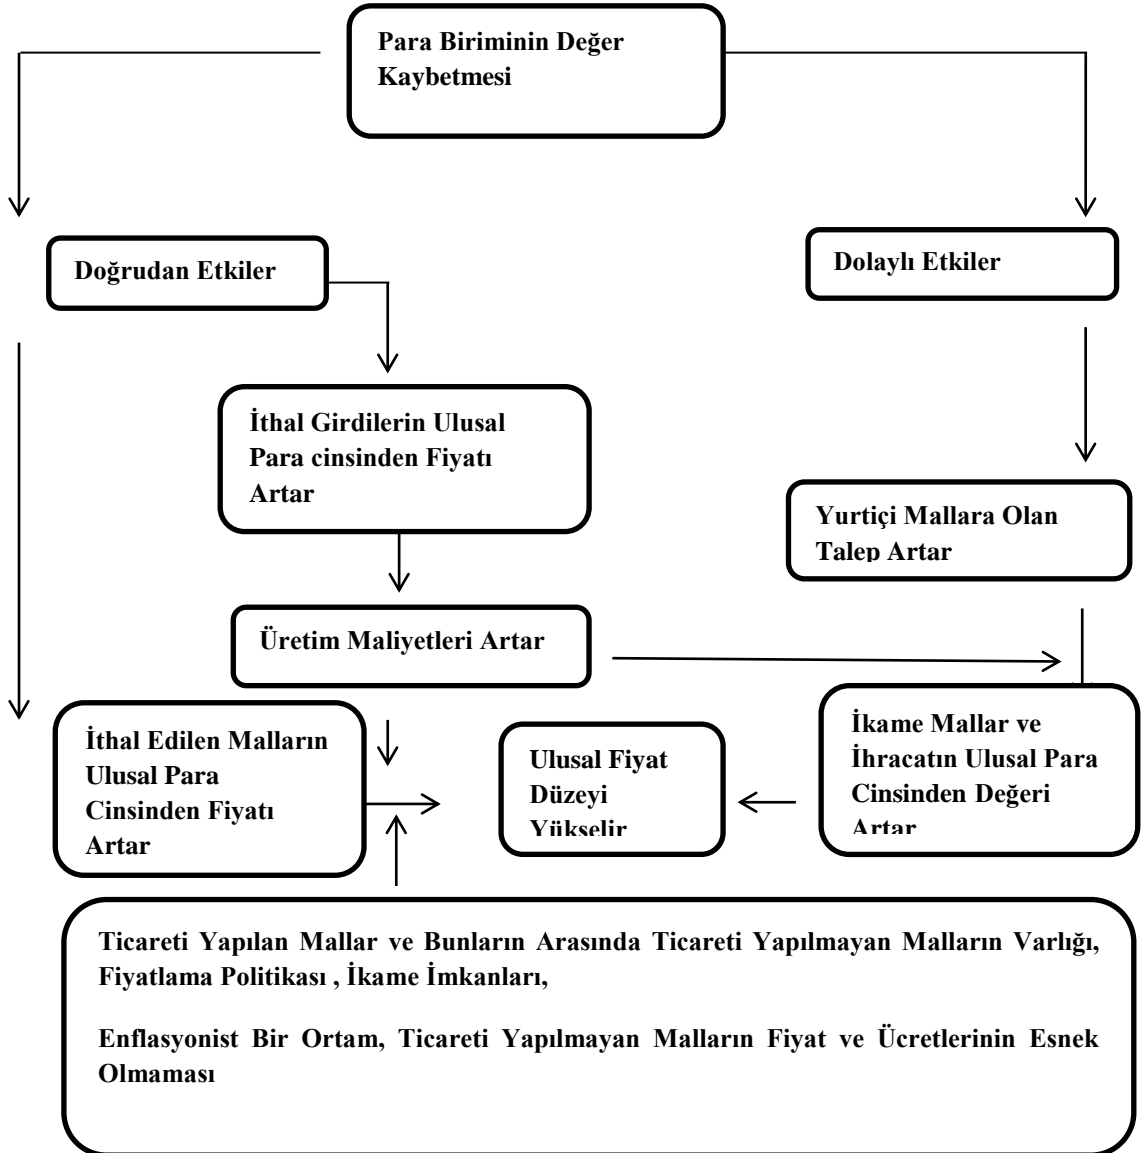 Para Biriminin Değer
Kaybetmesi
Doğrudan Etkiler
Dolaylı Etkiler
İthal Girdilerin Ulusal
Para cinsinden Fiyatı
Artar
Yurtiçi Mallara Olan
Talep Artar
Üretim Maliyetleri Artar
İthal Edilen Malların
Ulusal Para
Cinsinden Fiyatı
Artar
Ulusal Fiyat
Düzeyi
Yükselir
İkame Mallar ve
İhracatın Ulusal Para
Cinsinden Değeri
Artar
Ticareti Yapılan Mallar ve Bunların Arasında Ticareti Yapılmayan Malların Varlığı,
Fiyatlama Politikası , İkame İmkanları,
Enflasyonist Bir Ortam, Ticareti Yapılmayan Malların Fiyat ve Ücretlerinin Esnek
Olmaması